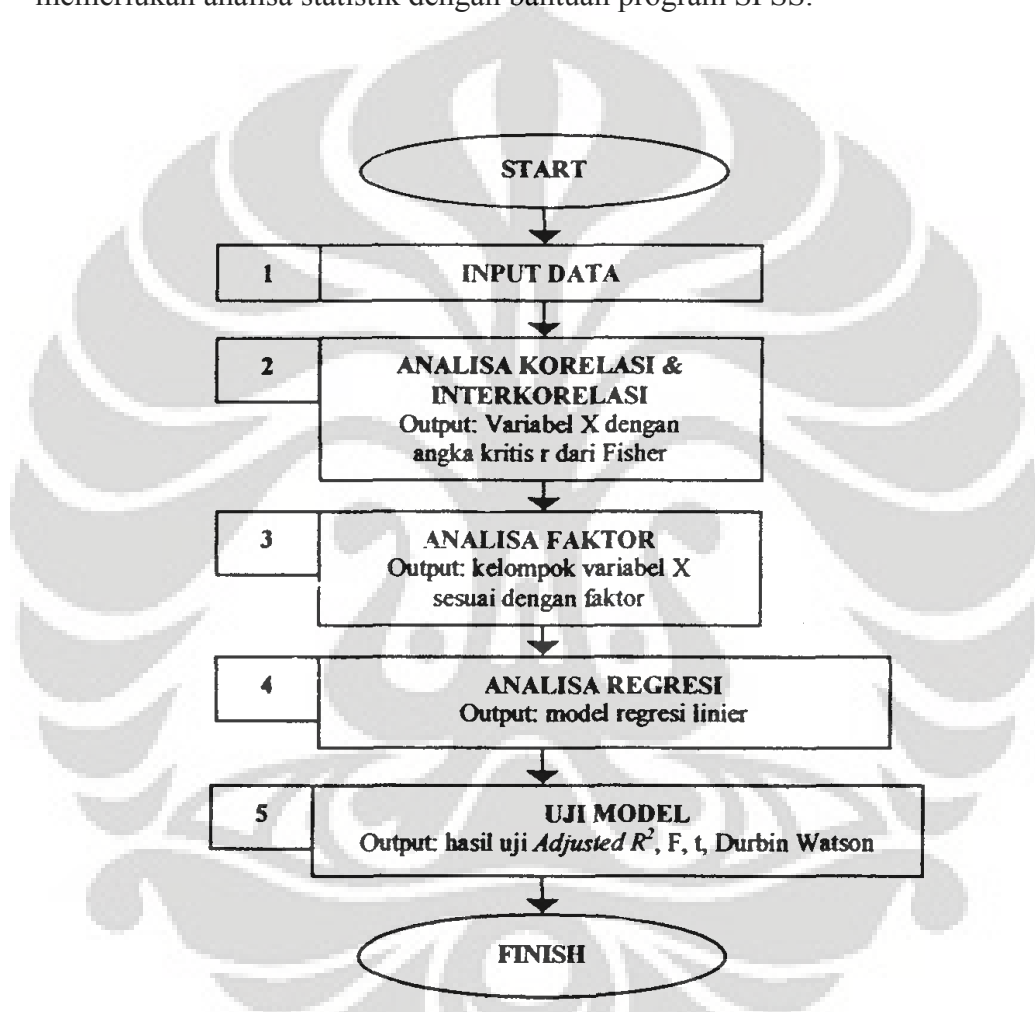 memerlukan analisa statistik dengan bantuan program SPSS.
START
1
INPUT DATA
2
ANALISA KORELASI &
INTERKORELASI
Output: Variabel X dengan
angka kritis r dari Fisher
3
ANALISA FAKTOR
Output: kelompok variabel X
sesuai dengan faktor
4
ANALISA REGRESI
Output: model regresi linier
5
UJI MODEL
Output: hasil uji Adjusted R², F, t, Durbin Watson
FINISH